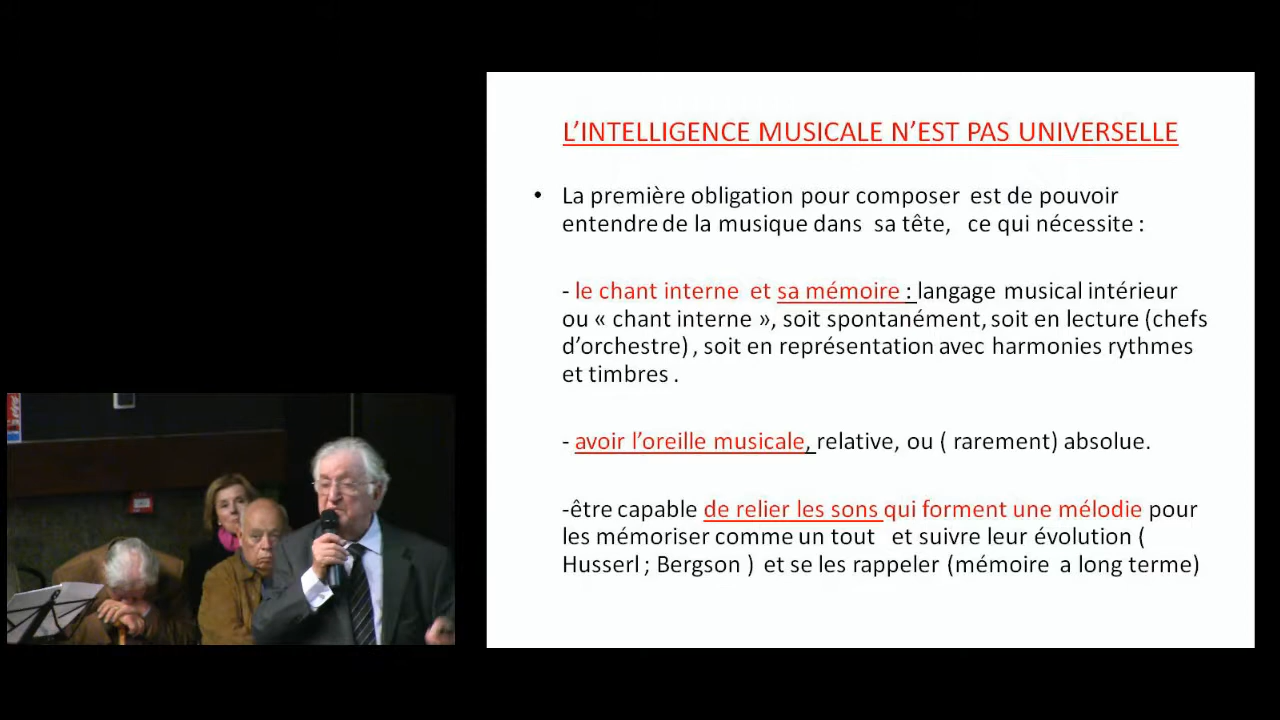 L’INTELLIGENCE MUSICALE N’EST PAS UNIVERSELLE
• La première obligation pour composer est de pouvoir
entendre de la musique dans sa tête, ce qui nécessite :
- le chant interne et sa mémoire : langage musical intérieur
ou « chant interne », soit spontanément, soit en lecture (chefs
d’orchestre) , soit en représentation avec harmonies rythmes
et timbres .
- avoir l’oreille musicale, relative, ou ( rarement) absolue.
-être capable de relier les sons qui forment une mélodie pour
les mémoriser comme un tout et suivre leur évolution (
Husserl ; Bergson ) et se les rappeler (mémoire a long terme)